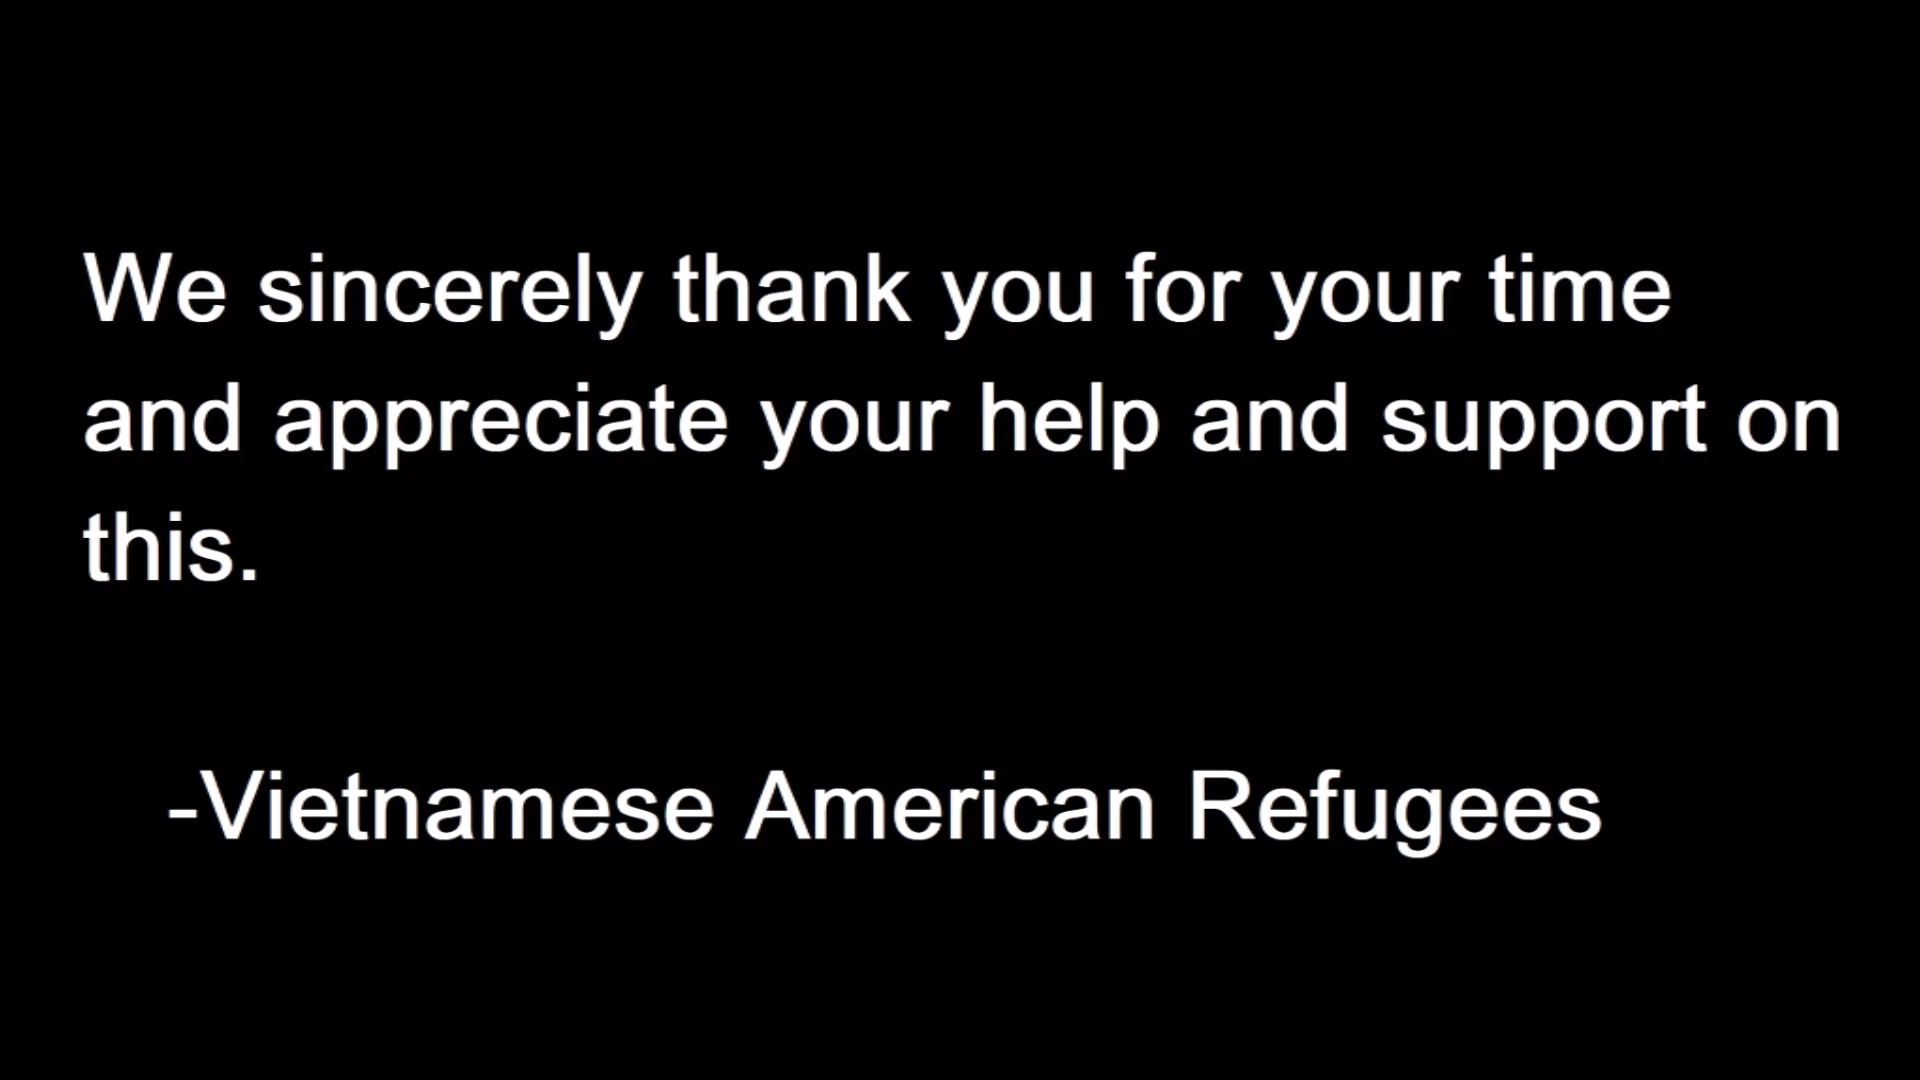 We sincerely thank you for your time
and appreciate your help and support on
this.
-Vietnamese American Refugees